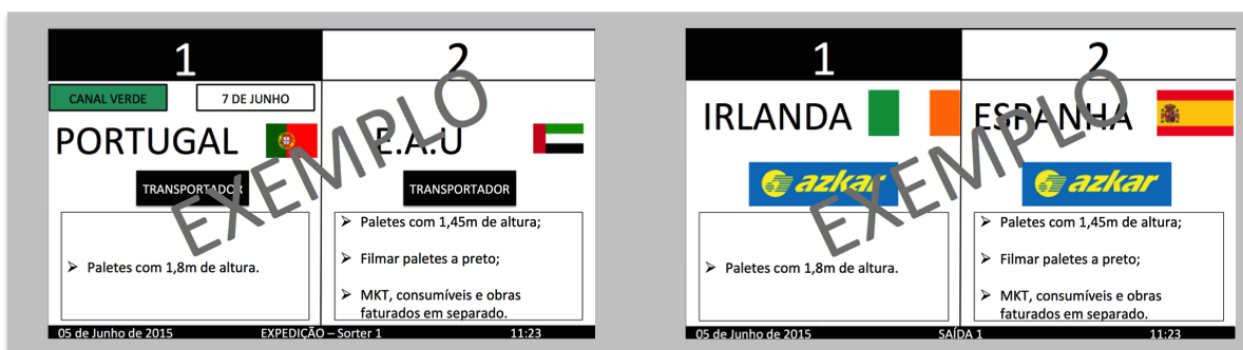 1
2
CANAL VERDE
7 DE JUNHO
PORTUGAL
E.A.U
TRANSPORTADOR
TRANSPORTADOR
➢ Paletes com 1,8m de altura.
➢ Paletes com 1,45m de altura;
➢ Filmar paletes a preto;
➢ MKT, consumíveis e obras
faturados em separado.
05 de Junho de 2015 EXPEDIÇÃO – Sorter 1 11:23
EXEMPLO
1
2
IRLANDA
ESPANHA
azkar
azkar
➢ Paletes com 1,8m de altura.
➢ Paletes com 1,45m de altura;
➢ Filmar paletes a preto;
➢ MKT, consumíveis e obras
faturados em separado.
05 de Junho de 2015 SAÍDA 1 11:23
EXEMPLO